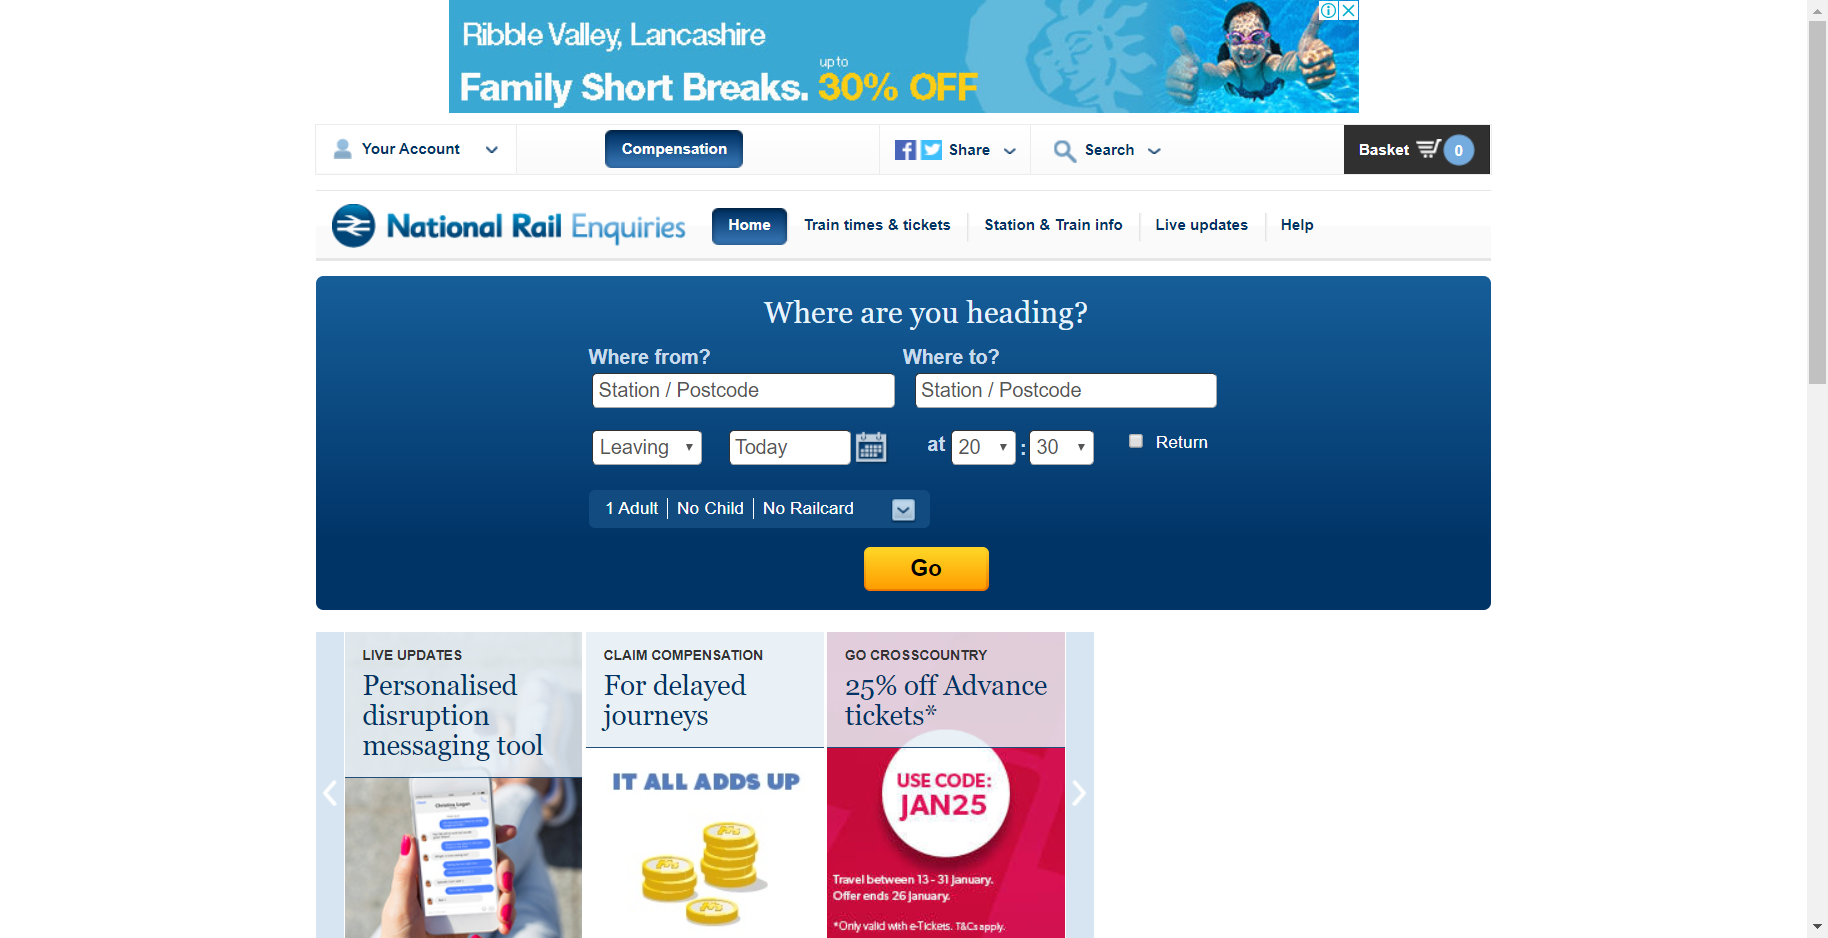 Ribble Valley, Lancashire
Family Short Breaks. up to 30% OFF
Your Account
Compensation
Share
Search
Basket 0
National Rail Enquiries
Home
Train times & tickets
Station & Train info
Live updates
Help
Where are you heading?
Where from?
Where to?
Station / Postcode
Station / Postcode
Leaving
Today
at 20 : 30
Return
1 Adult
No Child
No Railcard
Go
LIVE UPDATES
Personalised
disruption
messaging tool
Christina Logan
CLAIM COMPENSATION
For delayed
journeys
IT ALL ADDS UP
GO CROSSCOUNTRY
25% off Advance
tickets*
USE CODE:
JAN25
Travel between 13 - 31 January.
Offer ends 26 January.
*Only valid with e-Tickets. T&Cs apply.